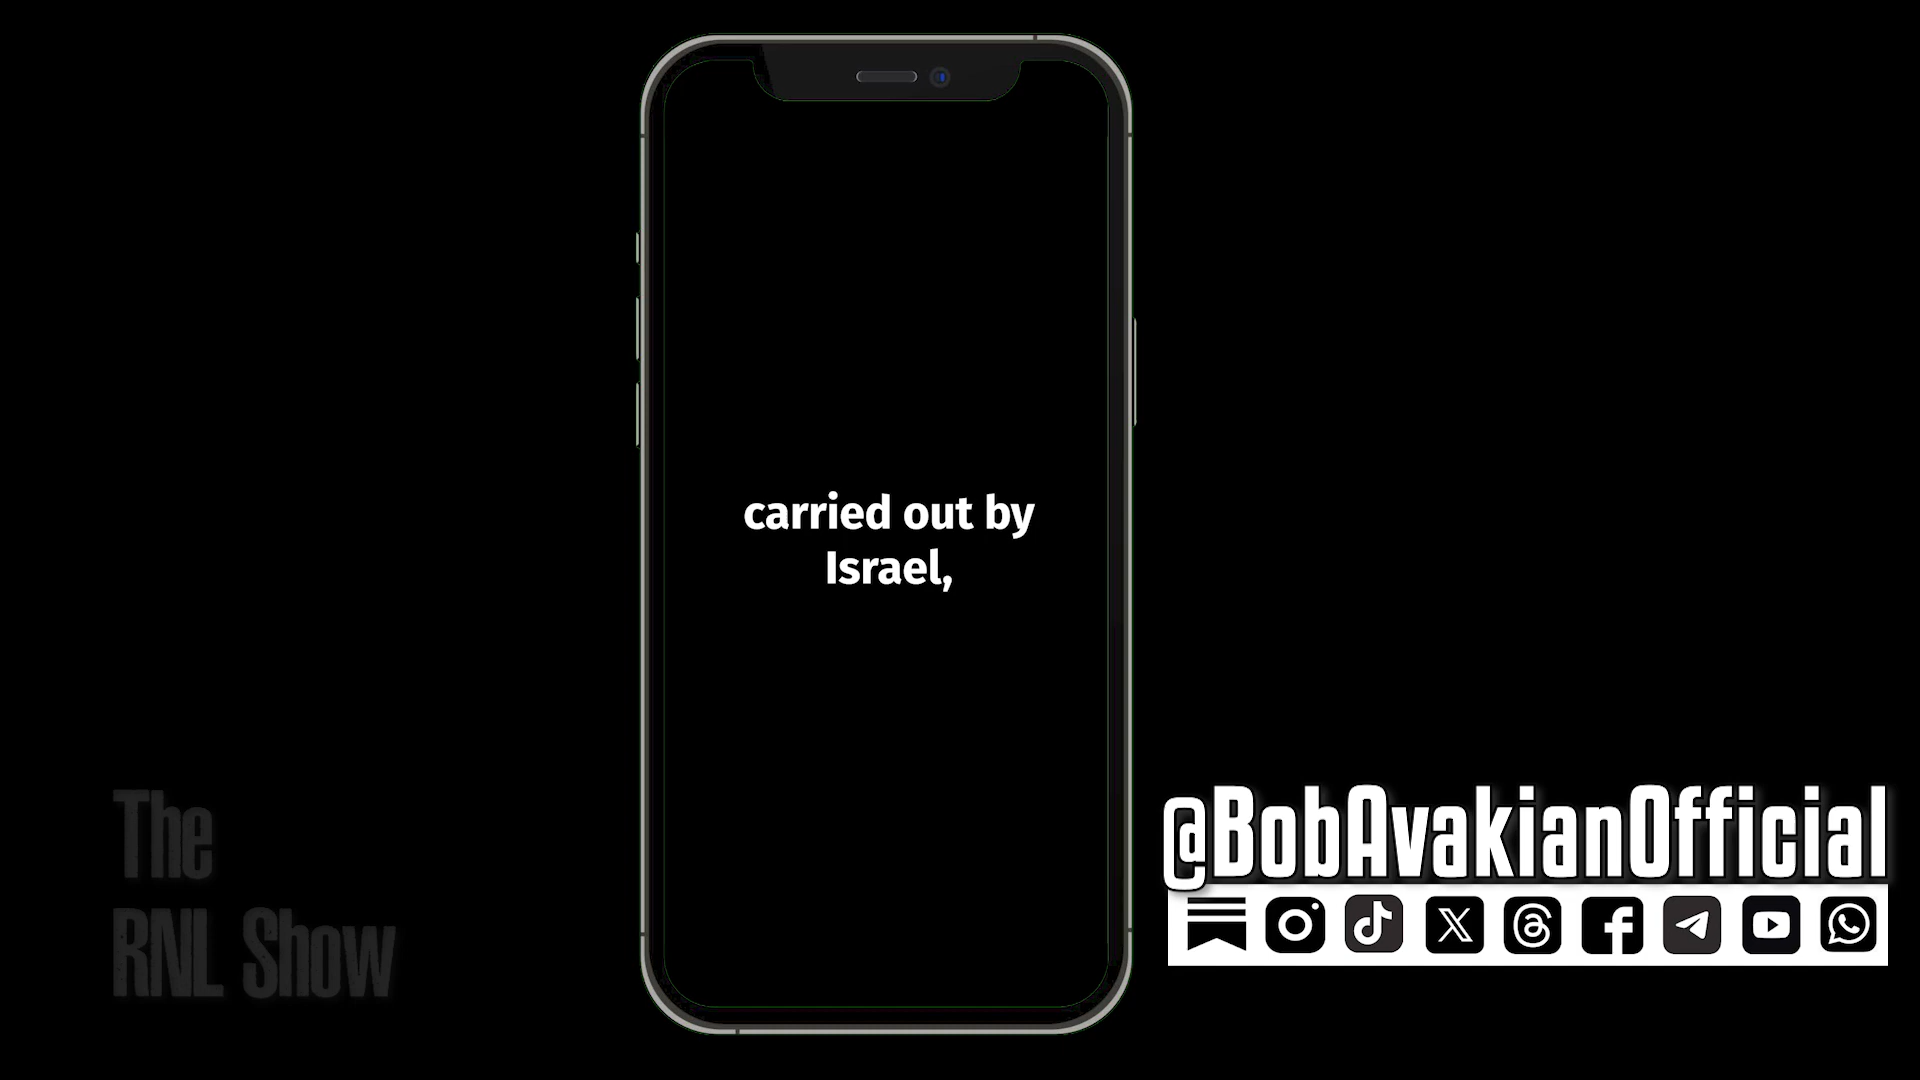 carried out by
Israel,
The
RNL Show
@BobAvakianOfficial